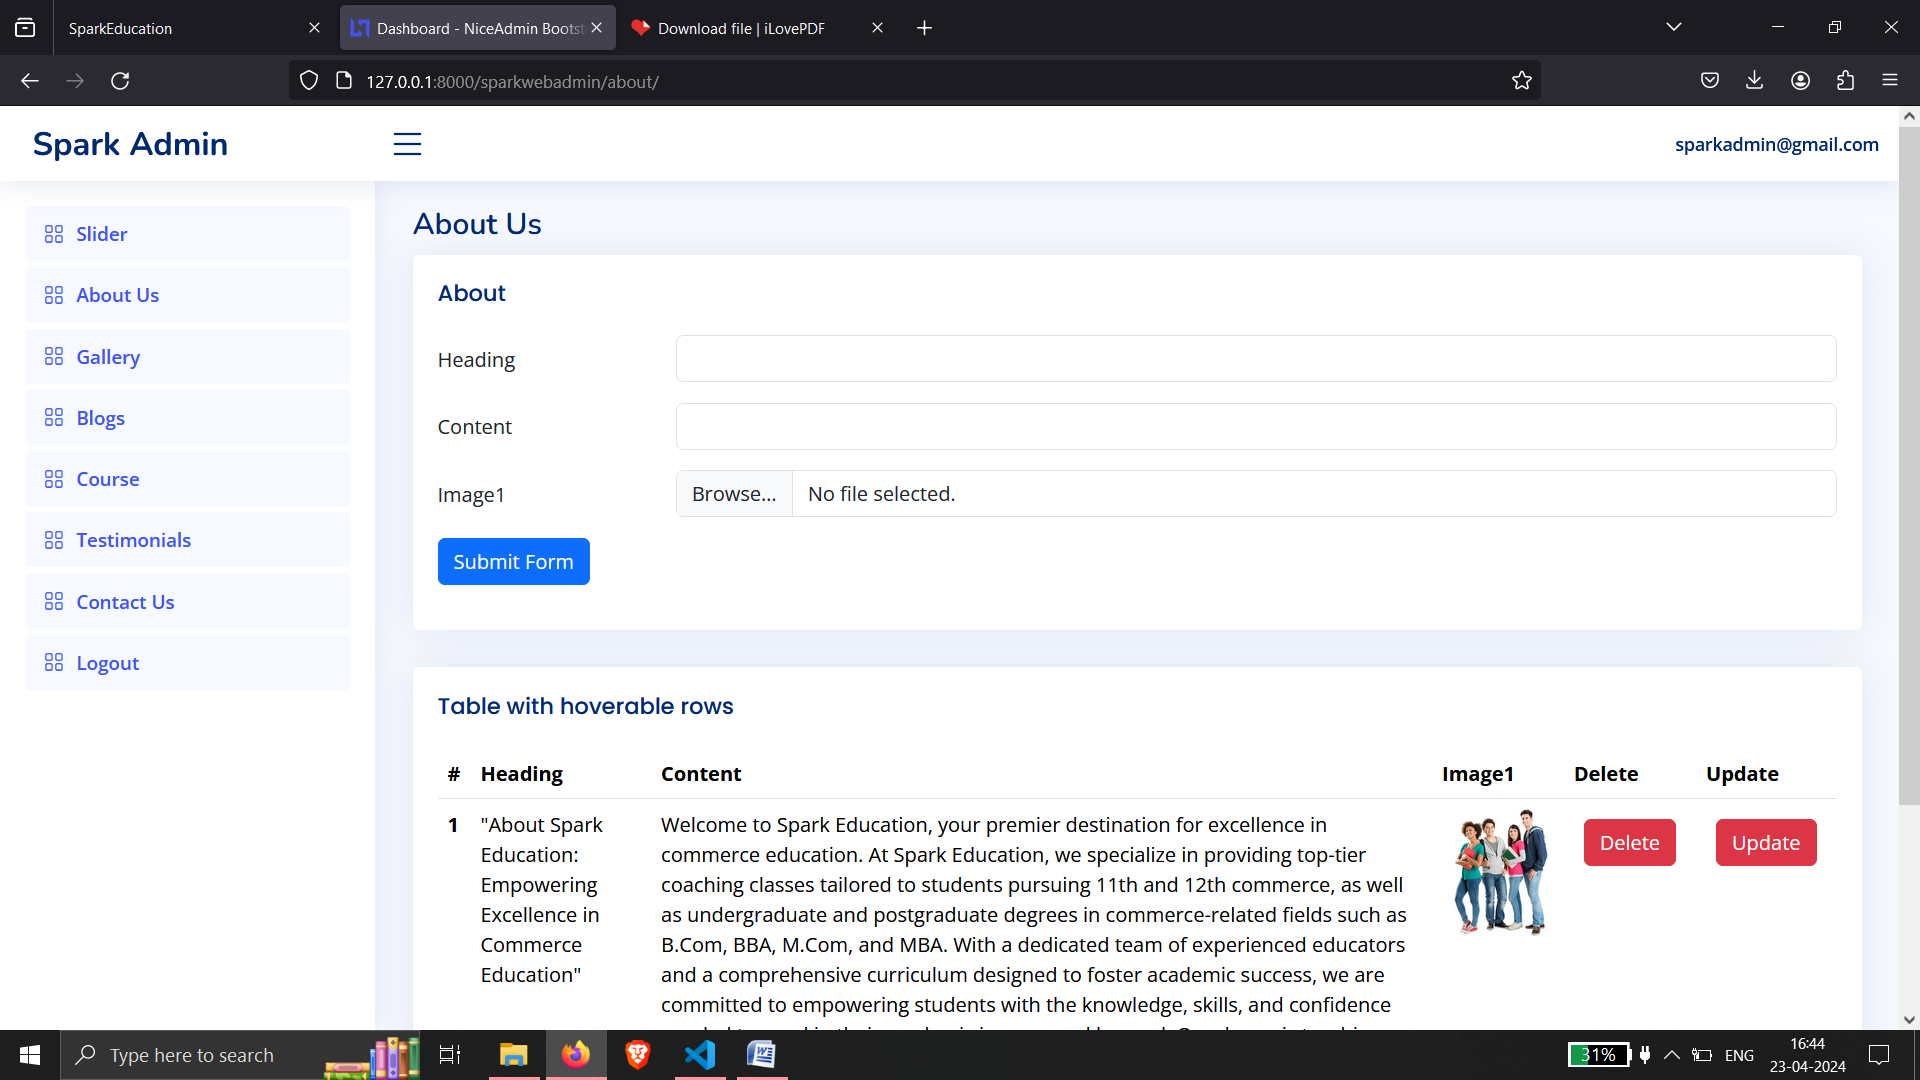 SparkEducation
Dashboard - NiceAdmin Bootst
Download file | iLovePDF
127.0.0.1:8000/sparkwebadmin/about/
Spark Admin
sparkadmin@gmail.com
Slider
About Us
Gallery
Blogs
Course
Testimonials
Contact Us
Logout
About Us
About
Heading
Content
Image1
Browse... No file selected.
Submit Form
Table with hoverable rows
# Heading Content Image1 Delete Update
1
"About Spark
Education:
Empowering
Excellence in
Commerce
Education"
Welcome to Spark Education, your premier destination for excellence in
commerce education. At Spark Education, we specialize in providing top-tier
coaching classes tailored to students pursuing 11th and 12th commerce, as well
as undergraduate and postgraduate degrees in commerce-related fields such as
B.Com, BBA, M.Com, and MBA. With a dedicated team of experienced educators
and a comprehensive curriculum designed to foster academic success, we are
committed to empowering students with the knowledge, skills, and confidence
Delete
Update
Type here to search
31%
ENG
16:44
23-04-2024